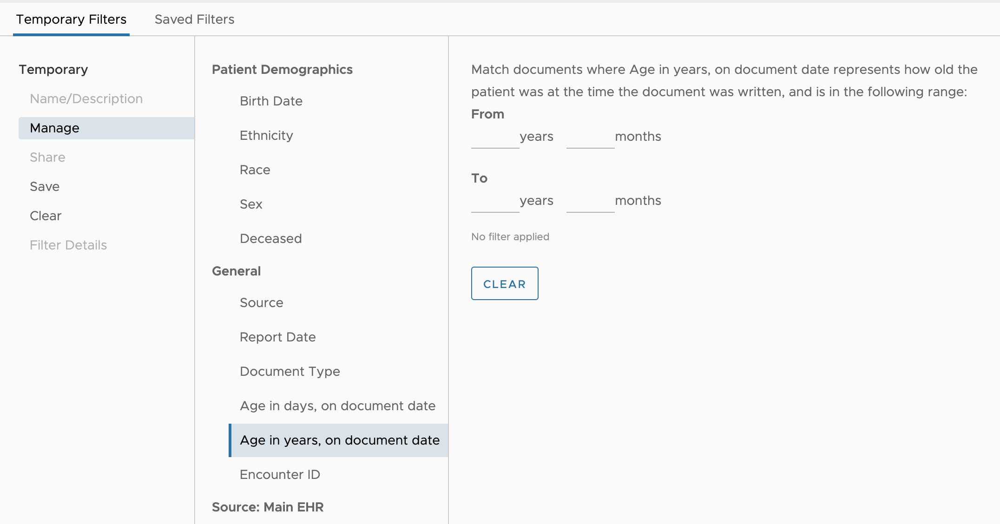 Temporary Filters
Saved Filters
Temporary
Name/Description
Manage
Share
Save
Clear
Filter Details
Patient Demographics
Birth Date
Ethnicity
Race
Sex
Deceased
General
Source
Report Date
Document Type
Age in days, on document date
Age in years, on document date
Encounter ID
Source: Main EHR
Match documents where Age in years, on document date represents how old the
patient was at the time the document was written, and is in the following range:
From
years months
To
years months
No filter applied
CLEAR